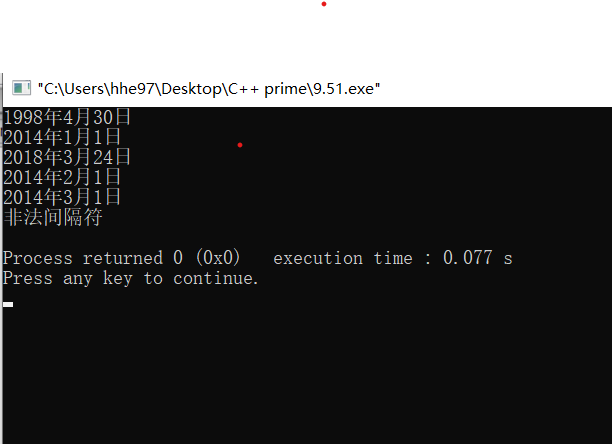 "C:\Users\hhe97\Desktop\C++ prime\9.51.exe"
1998年4月30日
2014年1月1日
2018年3月24日
2014年2月1日
2014年3月1日
非法间隔符
Process returned 0 (0x0)   execution time : 0.077 s
Press any key to continue.